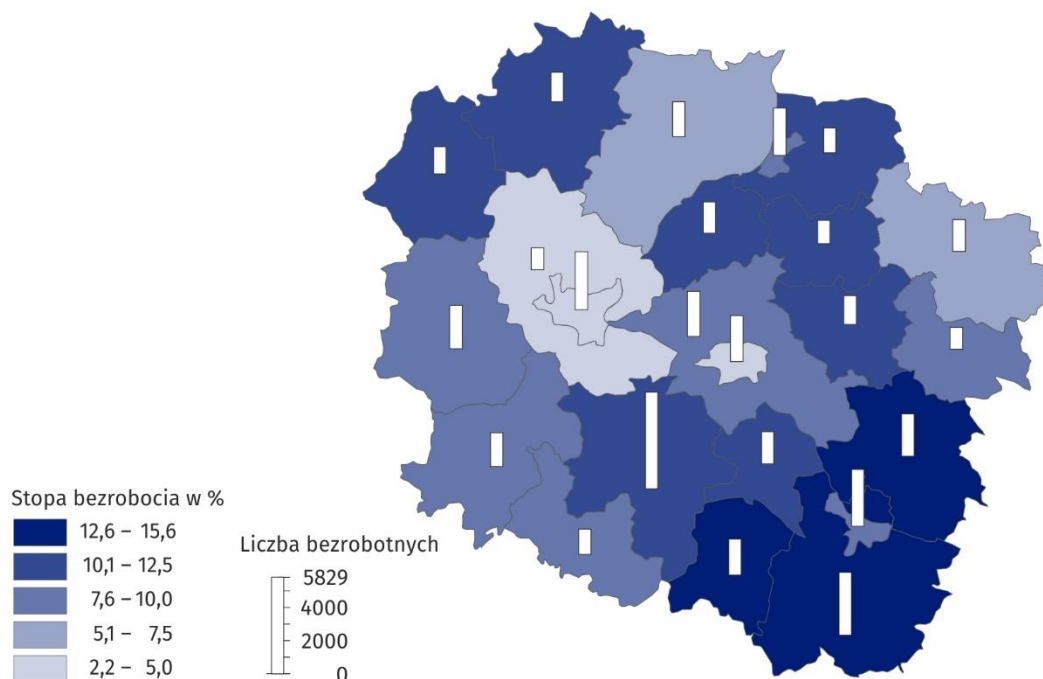 Stopa bezrobocia w %
12,6 – 15,6
10,1 – 12,5
7,6 – 10,0
5,1 – 7,5
2,2 – 5,0
Liczba bezrobotnych
5829
4000
2000
0